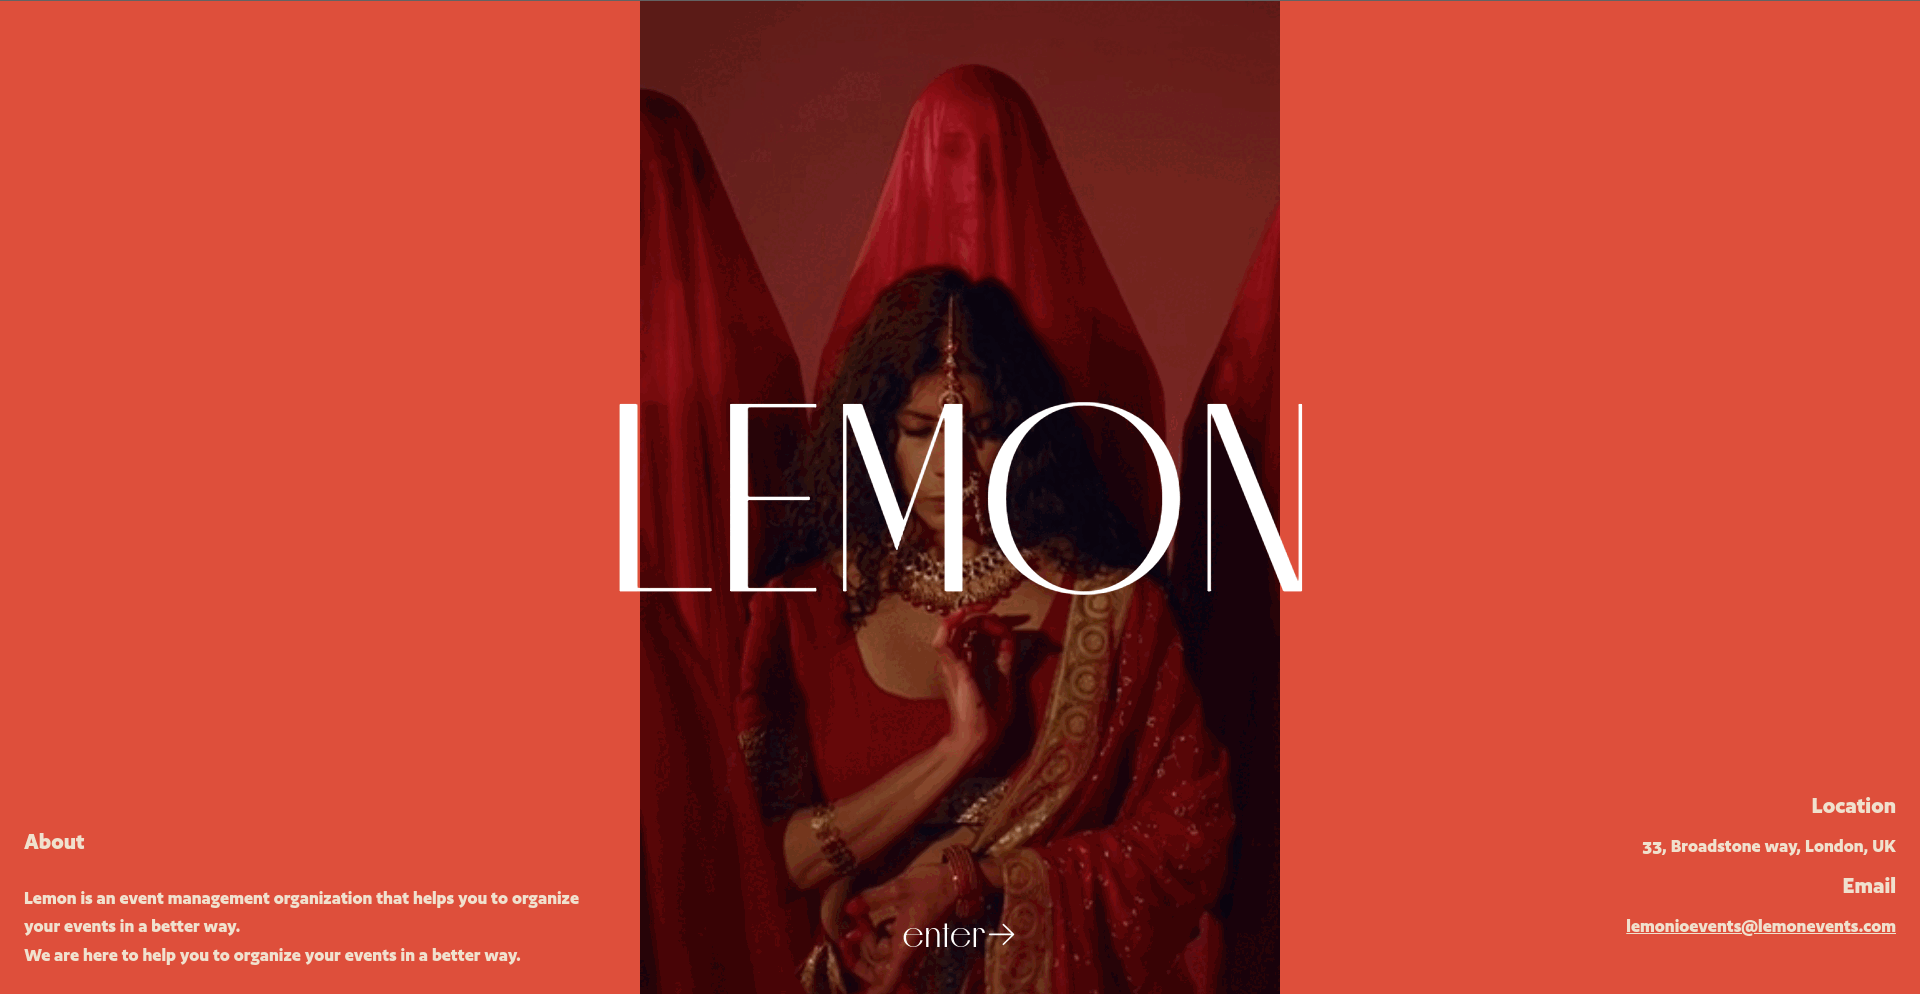 LEMON
About
Lemon is an event management organization that helps you to organize
your events in a better way.
We are here to help you to organize your events in a better way.
enter→
Location
33, Broadstone way, London, UK
Email
lemonioevents@lemonevents.com